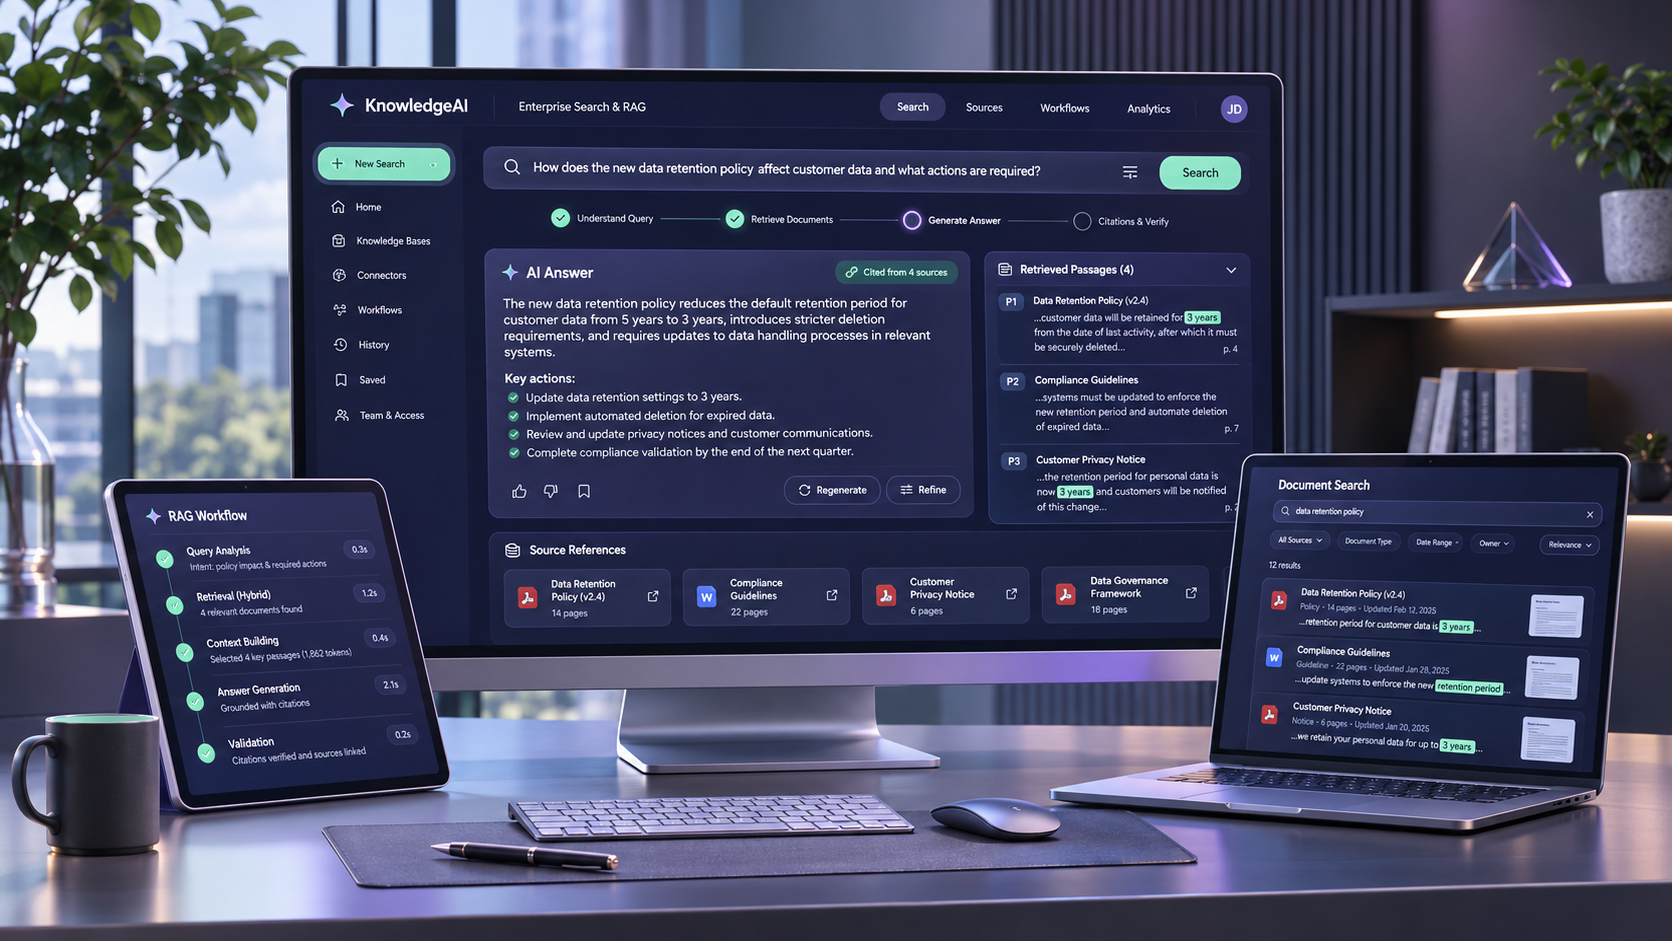 KnowledgeAI
Enterprise Search & RAG
Search
Sources
Workflows
Analytics
JD
New Search
Home
Knowledge Bases
Connectors
Workflows
History
Saved
Team & Access
How does the new data retention policy affect customer data and what actions are required?
Search
Understand Query
Retrieve Documents
Generate Answer
Citations & Verify
AI Answer
Cited from 4 sources
The new data retention policy reduces the default retention period for
customer data from 5 years to 3 years, introduces stricter deletion
requirements, and requires updates to data handling processes in relevant
systems.
Key actions:
Update data retention settings to 3 years.
Implement automated deletion for expired data.
Review and update privacy notices and customer communications.
Complete compliance validation by the end of the next quarter.
Regenerate
Refine
Retrieved Passages (4)
P1
Data Retention Policy (v2.4)
...customer data will be retained for 3 years
from the date of last activity, after which it must
be securely deleted...
p. 4
P2
Compliance Guidelines
...systems must be updated to enforce the
new retention period and automate deletion
of expired data...
p. 7
P3
Customer Privacy Notice
...the retention period for personal data is
now 3 years and customers will be notified
of this change...
p. 2
Source References
Data Retention
Policy (v2.4)
14 pages
W
Compliance
Guidelines
22 pages
Customer
Privacy Notice
6 pages
Data Governance
Framework
18 pages
RAG Workflow
Query Analysis
0.3s
Intent: policy impact & required actions
Retrieval (Hybrid)
1.2s
4 relevant documents found
Context Building
0.4s
Selected 4 key passages (1,862 tokens)
Answer Generation
2.1s
Grounded with citations
Validation
0.2s
Citations verified and sources linked
Document Search
data retention policy
All Sources
Document Type
Date Range
Owner
Relevance
12 results
Data Retention Policy (v2.4)
Policy - 14 pages - Updated Feb 12, 2025
...retention period for customer data is 3 years ...
W
Compliance Guidelines
Guideline - 22 pages - Updated Jan 28, 2025
...update systems to enforce the new retention period ...
Customer Privacy Notice
Notice - 6 pages - Updated Jan 20, 2025
...we retain your personal data for up to 3 years ...